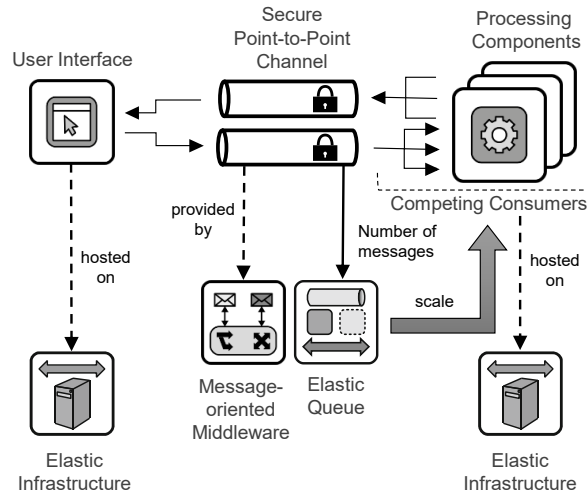 User Interface
Secure
Point-to-Point
Channel
Processing
Components
provided
by
Number of
messages
Competing Consumers
hosted
on
scale
hosted
on
Message-
oriented
Middleware
Elastic
Queue
Elastic
Infrastructure
Elastic
Infrastructure